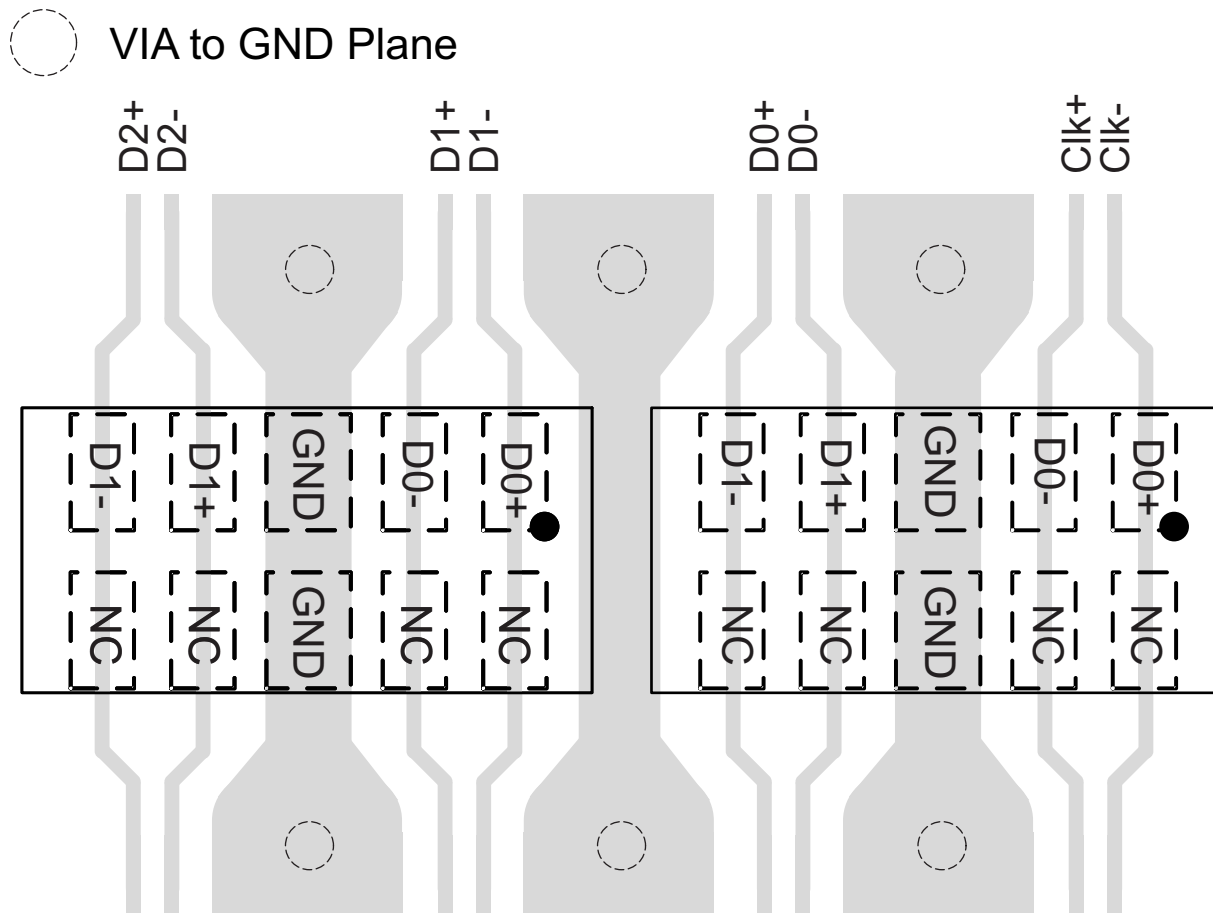 VIA to GND Plane
D2+
D2-
D1+
D1-
D0+
D0-
Clk+
Clk-
D1-
D1+
GND
D0-
D0+
D1-
D1+
GND
D0-
D0+
NC
NC
GND
NC
NC
NC
NC
GND
NC
NC